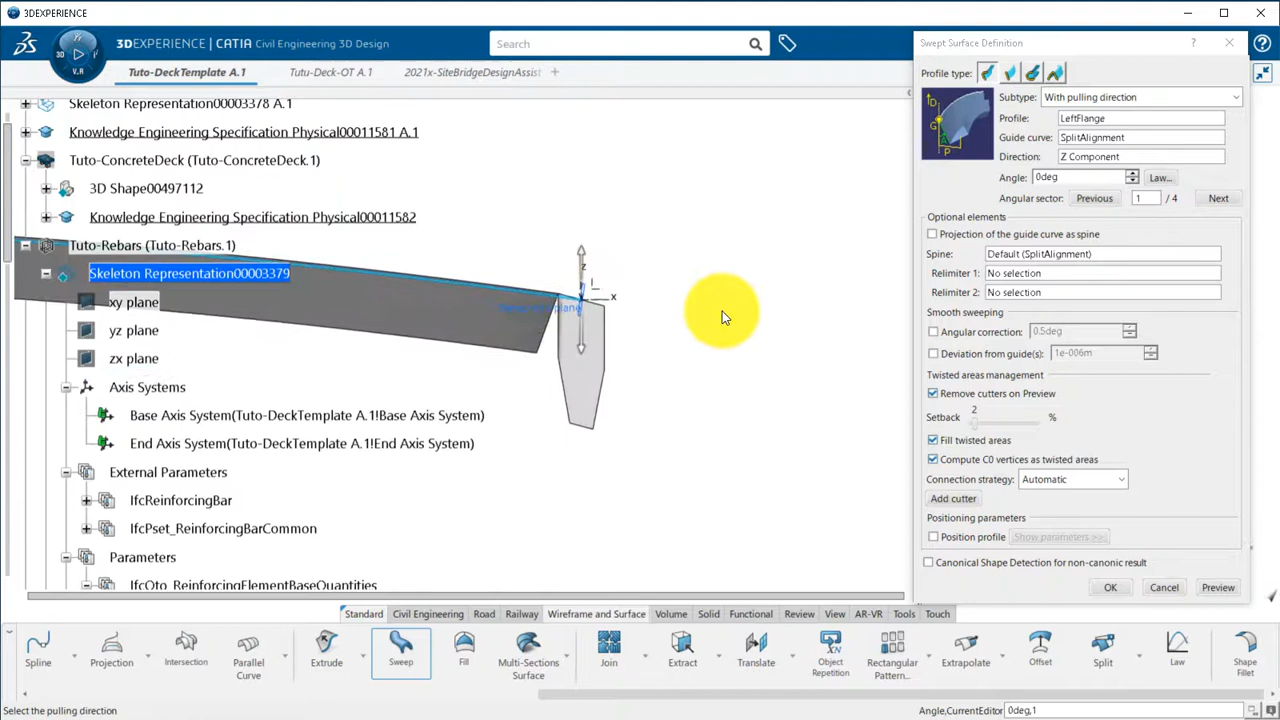 3DEXPERIENCE
3DEXPERIENCE | CATIA Civil Engineering 3D Design
Search
3D
V.R
Tuto-DeckTemplate A.1
Tutu-Deck-OT A.1
2021x-SiteBridgeDesignAssist
Skeleton Representation00003378 A.1
Knowledge Engineering Specification Physical00011581 A.1
Tuto-ConcreteDeck (Tuto-ConcreteDeck.1)
3D Shape00497112
Knowledge Engineering Specification Physical00011582
Tuto-Rebars (Tuto-Rebars.1)
Skeleton Representation00003379
xy plane
yz plane
zx plane
Axis Systems
Base Axis System(Tuto-DeckTemplate A.1!Base Axis System)
End Axis System(Tuto-DeckTemplate A.1!End Axis System)
External Parameters
IfcReinforcingBar
IfcPset_ReinforcingBarCommon
Parameters
IfcQto_ReinforcingElementBaseQuantities
z
x
Swept Surface Definition
Profile type:
Subtype: With pulling direction
Profile: LeftFlange
Guide curve: SplitAlignment
Direction: Z Component
Angle: 0deg Law...
Angular sector: Previous 1 / 4 Next
Optional elements
Projection of the guide curve as spine
Spine: Default (SplitAlignment)
Relimiter 1: No selection
Relimiter 2: No selection
Smooth sweeping
Angular correction: 0.5deg
Deviation from guide(s): 1e-006m
Twisted areas management
Remove cutters on Preview
Setback 2 %
Fill twisted areas
Compute C0 vertices as twisted areas
Connection strategy: Automatic
Add cutter
Positioning parameters
Position profile Show parameters >>
Canonical Shape Detection for non-canonic result
OK Cancel Preview
Standard Civil Engineering Road Railway Wireframe and Surface Volume Solid Functional Review View AR-VR Tools Touch
Spline Projection Intersection Parallel Curve Extrude Sweep Fill Multi-Sections Surface Join Extract Translate Object Repetition Rectangular Pattern... Extrapolate Offset Split Law Shape Fillet
Select the pulling direction
Angle,CurrentEditor 0deg,1